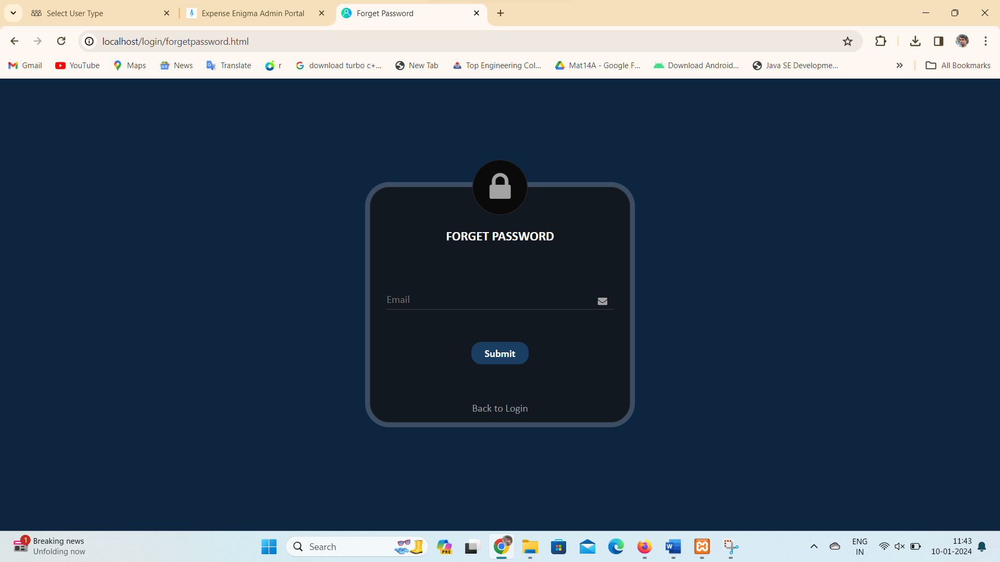 Select User Type
Expense Enigma Admin Portal
Forget Password
localhost/login/forgetpassword.html
Gmail
YouTube
Maps
News
Translate
r
download turbo c+...
New Tab
Top Engineering Col...
Mat14A - Google F...
Download Android...
Java SE Developme...
All Bookmarks
FORGET PASSWORD
Email
Submit
Back to Login
1
Breaking news
Unfolding now
Search
PRE
ENG
IN
11:43
10-01-2024